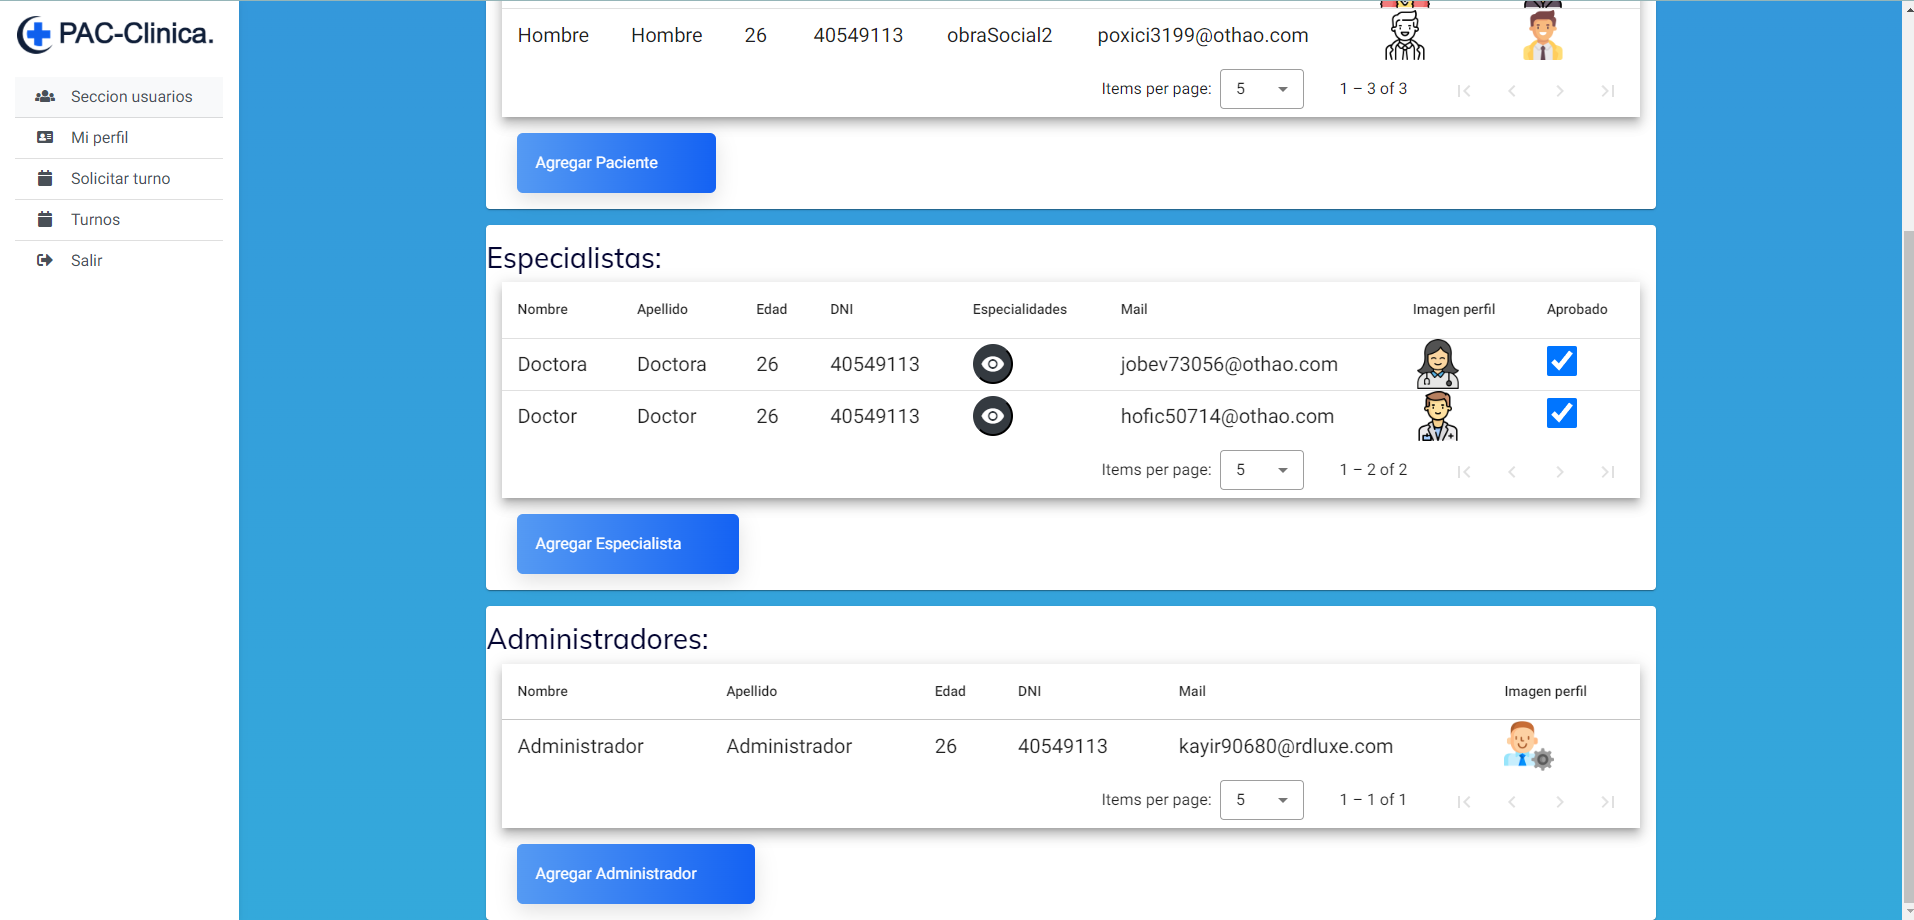 PAC-Clinica.
Seccion usuarios
Mi perfil
Solicitar turno
Turnos
Salir
Hombre Hombre 26 40549113 obraSocial2 poxici3199@othao.com
Items per page: 5 1 – 3 of 3
Agregar Paciente
Especialistas:
Nombre Apellido Edad DNI Especialidades Mail Imagen perfil Aprobado
Doctora Doctora 26 40549113 jobev73056@othao.com
Doctor Doctor 26 40549113 hofic50714@othao.com
Items per page: 5 1 – 2 of 2
Agregar Especialista
Administradores:
Nombre Apellido Edad DNI Mail Imagen perfil
Administrador Administrador 26 40549113 kayir90680@rdluxe.com
Items per page: 5 1 – 1 of 1
Agregar Administrador